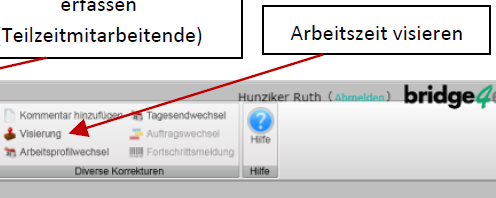 erfassen
(Teilzeitmitarbeitende)
Arbeitszeit visieren
Hunziker Ruth (Abmelden) bridge4
Kommentar hinzufügen
Tagesendwechsel
Visierung
Auftragswechsel
Arbeitsprofilwechsel
Fortschrittsmeldung
Hilfe
Diverse Korrekturen
Hilfe